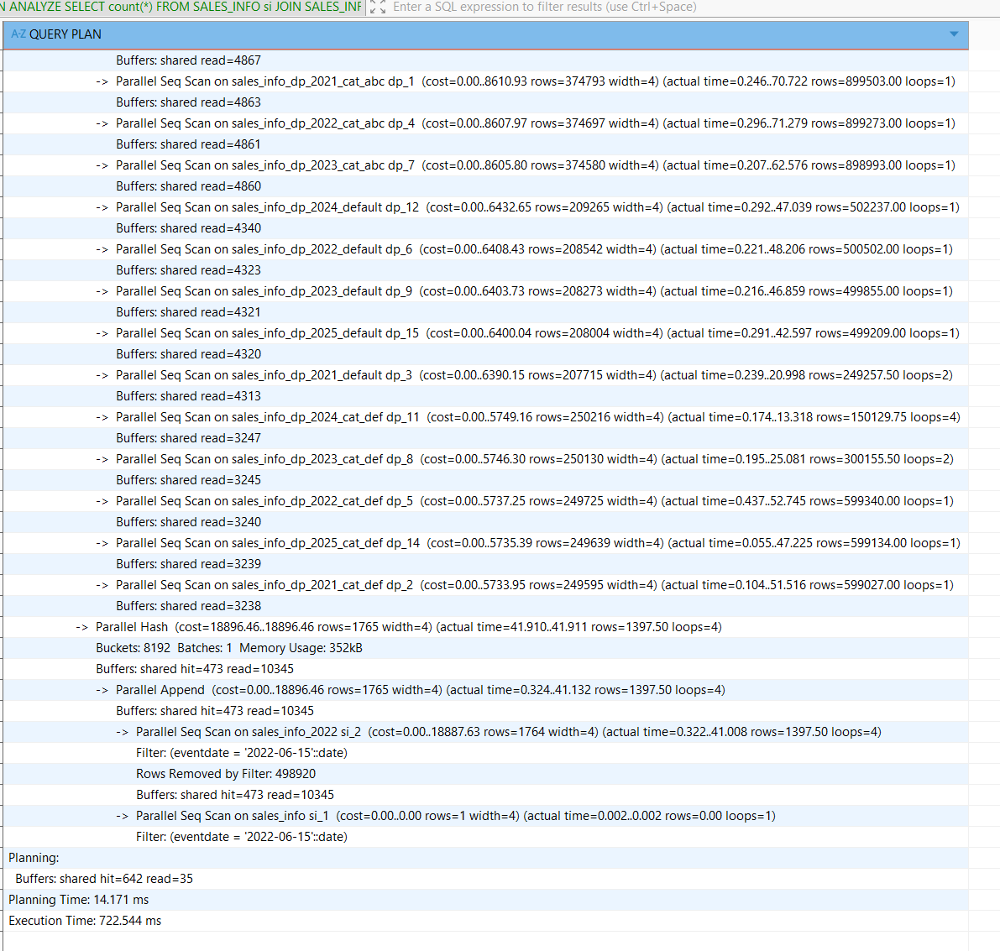 N ANALYZE SELECT count(*) FROM SALES_INFO si JOIN SALES_INF Enter a SQL expression to filter results (use Ctrl+Space)
A-Z QUERY PLAN
Buffers: shared read=4867
-> Parallel Seq Scan on sales_info_dp_2021_cat_abc dp_1 (cost=0.00..8610.93 rows=374793 width=4) (actual time=0.246..70.722 rows=899503.00 loops=1)
Buffers: shared read=4863
-> Parallel Seq Scan on sales_info_dp_2022_cat_abc dp_4 (cost=0.00..8607.97 rows=374697 width=4) (actual time=0.296..71.279 rows=899273.00 loops=1)
Buffers: shared read=4861
-> Parallel Seq Scan on sales_info_dp_2023_cat_abc dp_7 (cost=0.00..8605.80 rows=374580 width=4) (actual time=0.207..62.576 rows=898993.00 loops=1)
Buffers: shared read=4860
-> Parallel Seq Scan on sales_info_dp_2024_default dp_12 (cost=0.00..6432.65 rows=209265 width=4) (actual time=0.292..47.039 rows=502237.00 loops=1)
Buffers: shared read=4340
-> Parallel Seq Scan on sales_info_dp_2022_default dp_6 (cost=0.00..6408.43 rows=208542 width=4) (actual time=0.221..48.206 rows=500502.00 loops=1)
Buffers: shared read=4323
-> Parallel Seq Scan on sales_info_dp_2023_default dp_9 (cost=0.00..6403.73 rows=208273 width=4) (actual time=0.216..46.859 rows=499855.00 loops=1)
Buffers: shared read=4321
-> Parallel Seq Scan on sales_info_dp_2025_default dp_15 (cost=0.00..6400.04 rows=208004 width=4) (actual time=0.291..42.597 rows=499209.00 loops=1)
Buffers: shared read=4320
-> Parallel Seq Scan on sales_info_dp_2021_default dp_3 (cost=0.00..6390.15 rows=207715 width=4) (actual time=0.239..20.998 rows=249257.50 loops=2)
Buffers: shared read=4313
-> Parallel Seq Scan on sales_info_dp_2024_cat_def dp_11 (cost=0.00..5749.16 rows=250216 width=4) (actual time=0.174..13.318 rows=150129.75 loops=4)
Buffers: shared read=3247
-> Parallel Seq Scan on sales_info_dp_2023_cat_def dp_8 (cost=0.00..5746.30 rows=250130 width=4) (actual time=0.195..25.081 rows=300155.50 loops=2)
Buffers: shared read=3245
-> Parallel Seq Scan on sales_info_dp_2022_cat_def dp_5 (cost=0.00..5737.25 rows=249725 width=4) (actual time=0.437..52.745 rows=599340.00 loops=1)
Buffers: shared read=3240
-> Parallel Seq Scan on sales_info_dp_2025_cat_def dp_14 (cost=0.00..5735.39 rows=249639 width=4) (actual time=0.055..47.225 rows=599134.00 loops=1)
Buffers: shared read=3239
-> Parallel Seq Scan on sales_info_dp_2021_cat_def dp_2 (cost=0.00..5733.95 rows=249595 width=4) (actual time=0.104..51.516 rows=599027.00 loops=1)
Buffers: shared read=3238
-> Parallel Hash (cost=18896.46..18896.46 rows=1765 width=4) (actual time=41.910..41.911 rows=1397.50 loops=4)
Buckets: 8192 Batches: 1 Memory Usage: 352kB
Buffers: shared hit=473 read=10345
-> Parallel Append (cost=0.00..18896.46 rows=1765 width=4) (actual time=0.324..41.132 rows=1397.50 loops=4)
Buffers: shared hit=473 read=10345
-> Parallel Seq Scan on sales_info_2022 si_2 (cost=0.00..18887.63 rows=1764 width=4) (actual time=0.322..41.008 rows=1397.50 loops=4)
Filter: (eventdate = '2022-06-15'::date)
Rows Removed by Filter: 498920
Buffers: shared hit=473 read=10345
-> Parallel Seq Scan on sales_info si_1 (cost=0.00..0.00 rows=1 width=4) (actual time=0.002..0.002 rows=0.00 loops=1)
Filter: (eventdate = '2022-06-15'::date)
Planning:
Buffers: shared hit=642 read=35
Planning Time: 14.171 ms
Execution Time: 722.544 ms